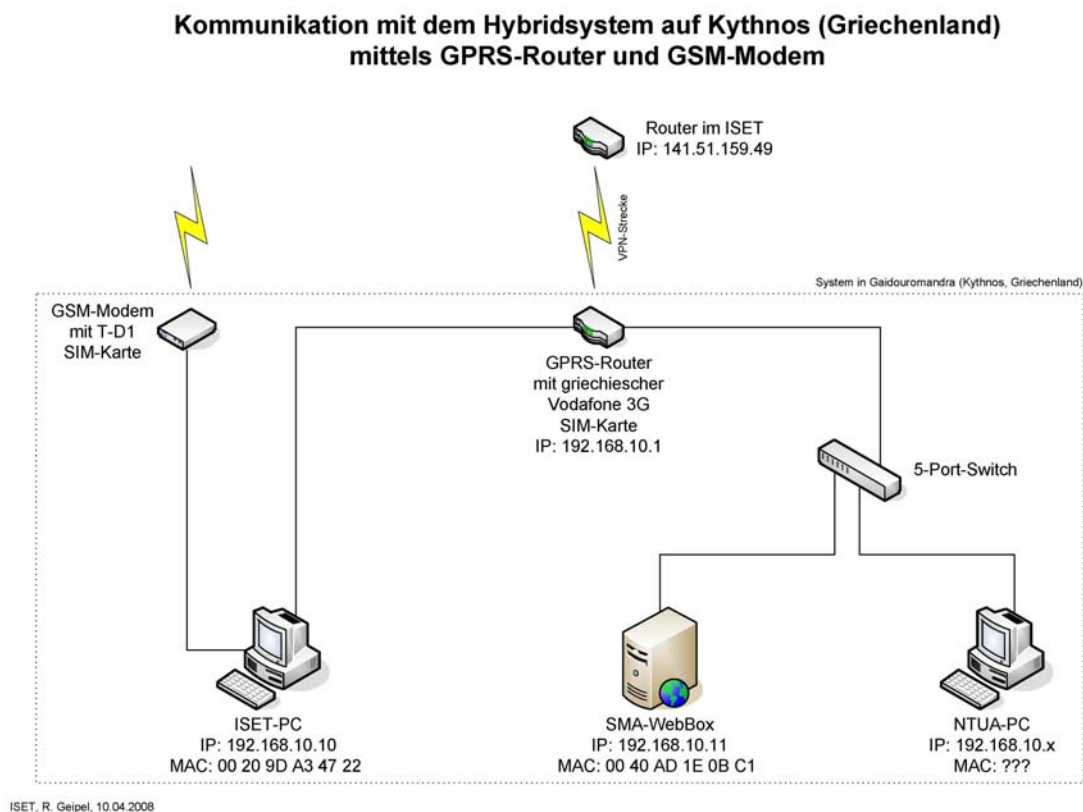 Kommunikation mit dem Hybridsystem auf Kythnos (Griechenland)
mittels GPRS-Router und GSM-Modem
Router im ISET
IP: 141.51.159.49
VPN-Strecke
System in Gaidouromandra (Kythnos, Griechenland)
GSM-Modem
mit T-D1
SIM-Karte
GPRS-Router
mit griechiescher
Vodafone 3G
SIM-Karte
IP: 192.168.10.1
5-Port-Switch
ISET-PC
IP: 192.168.10.10
MAC: 00 20 9D A3 47 22
SMA-WebBox
IP: 192.168.10.11
MAC: 00 40 AD 1E 0B C1
NTUA-PC
IP: 192.168.10.x
MAC: ???
ISET, R. Geipel, 10.04.2008